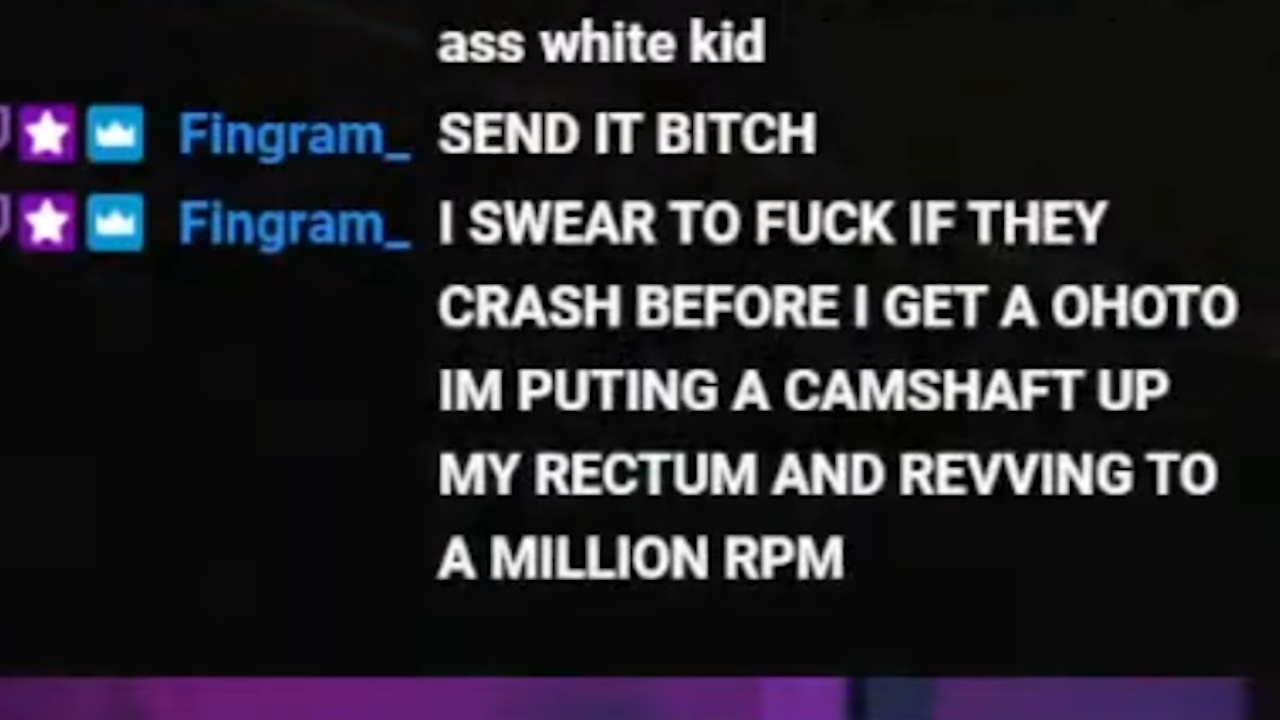 ass white kid
Fingram_ SEND IT BITCH
Fingram_ I SWEAR TO FUCK IF THEY
CRASH BEFORE I GET A OHOTO
IM PUTING A CAMSHAFT UP
MY RECTUM AND REVVING TO
A MILLION RPM